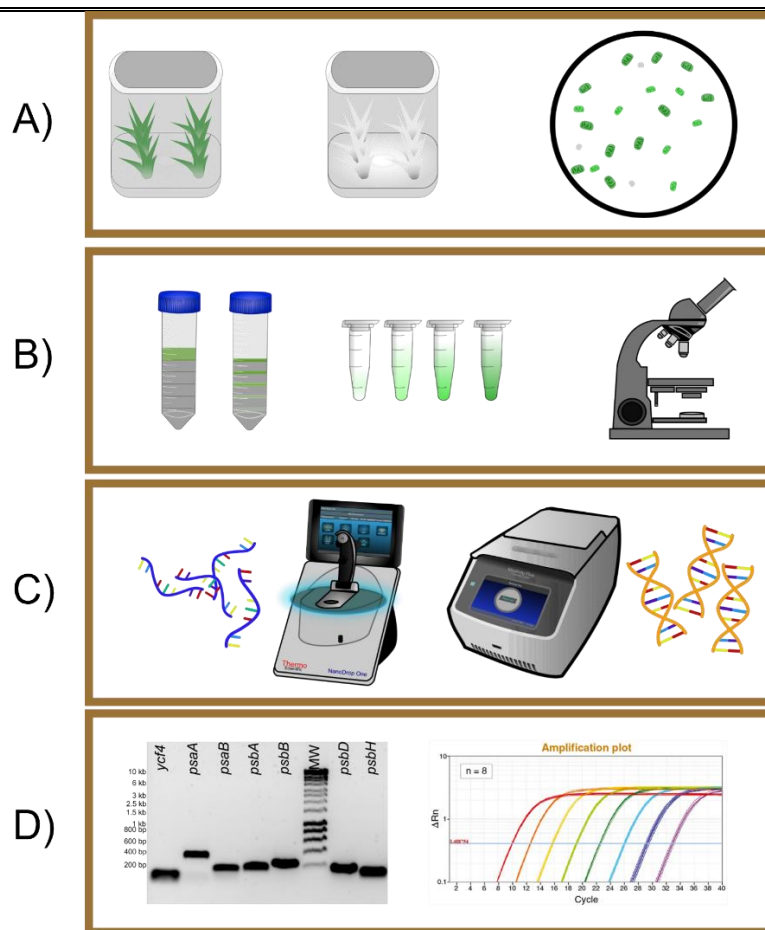 A)
B)
C)
Thermo
Scientific
NanoDrop One
D)
ycf4
psaA
psaB
psbA
psbB
MW
psbD
psbH
10 kb
6 kb
3 kb
2.5 kb
1.5 kb
1 kb
800 bp
600 bp
400 bp
200 bp
Amplification plot
n = 8
10
1
0.1
ΔRn
2 4 6 8 10 12 14 16 18 20 22 24 26 28 30 32 34 36 38 40
Cycle